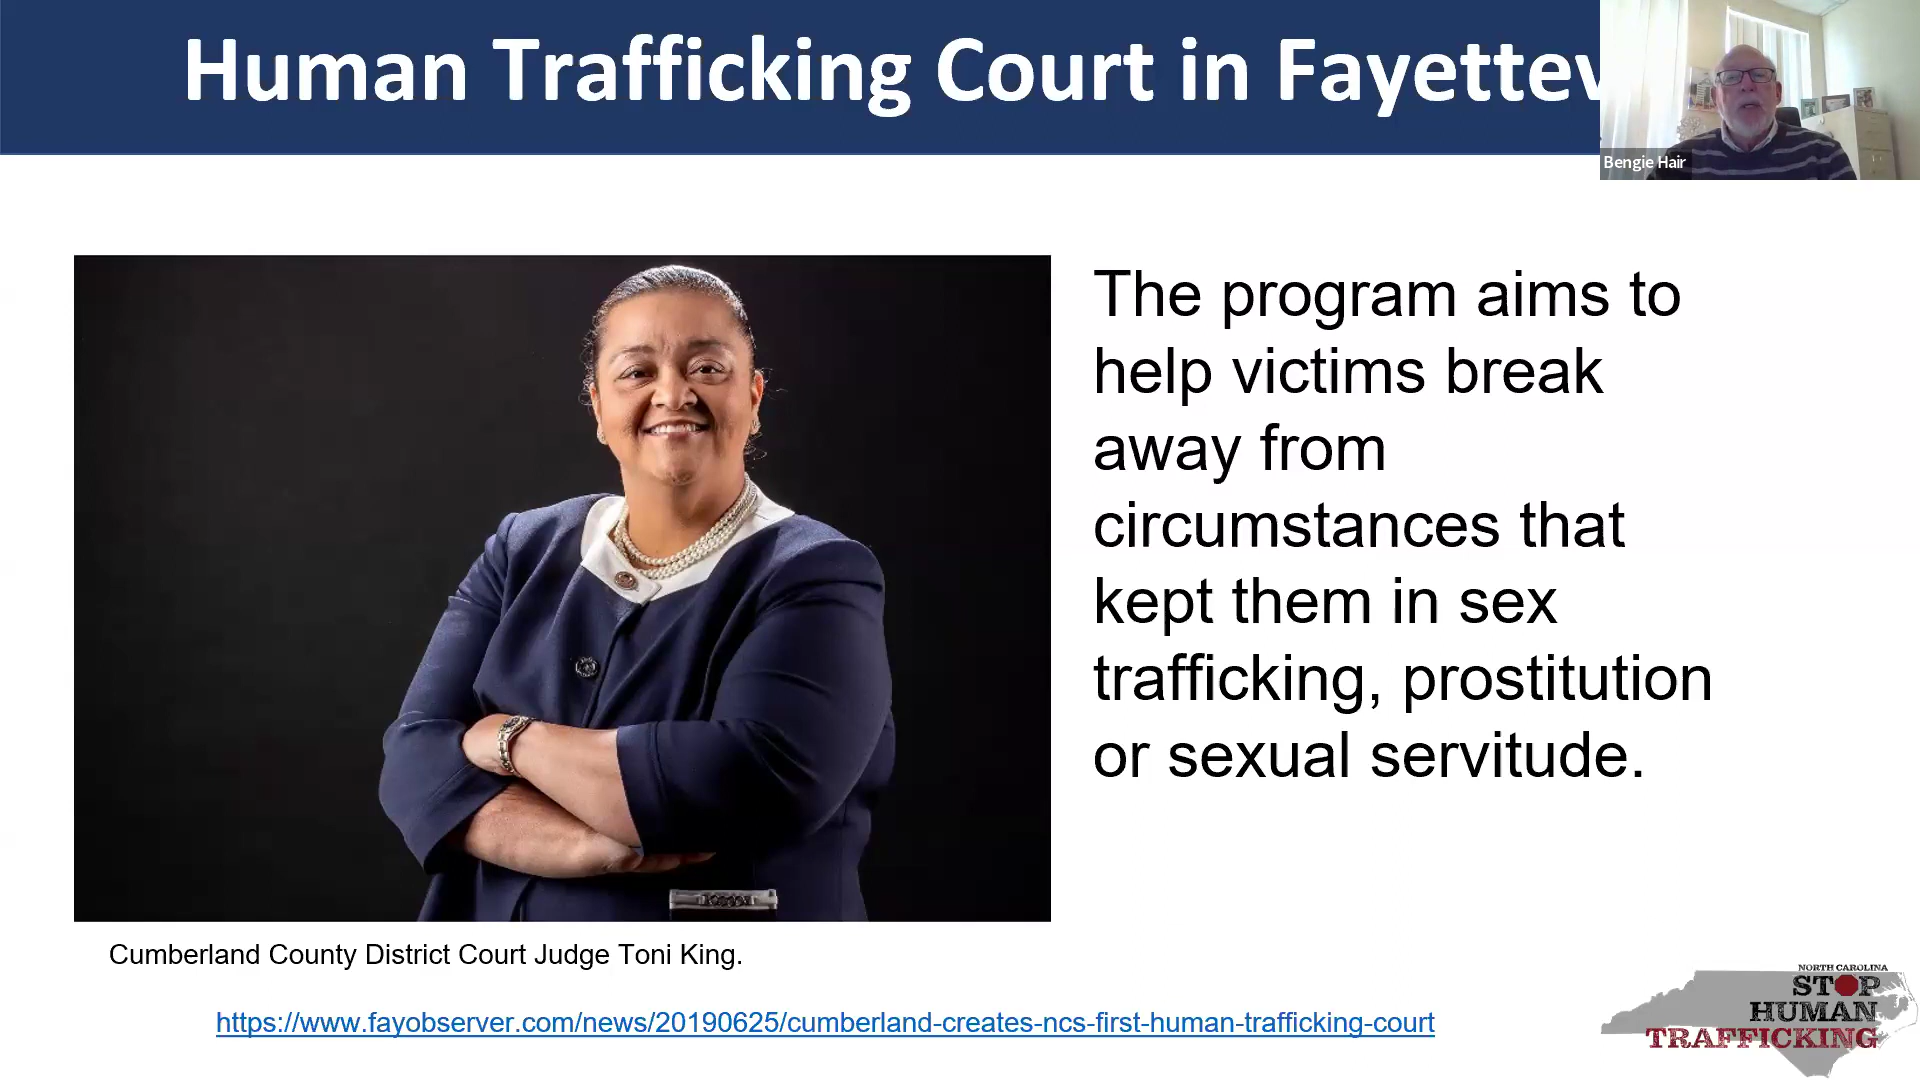 Human Trafficking Court in Fayettev
Bengie Hair
The program aims to
help victims break
away from
circumstances that
kept them in sex
trafficking, prostitution
or sexual servitude.
Cumberland County District Court Judge Toni King.
https://www.fayobserver.com/news/20190625/cumberland-creates-ncs-first-human-trafficking-court
NORTH CAROLINA
STOP
HUMAN
TRAFFICKING